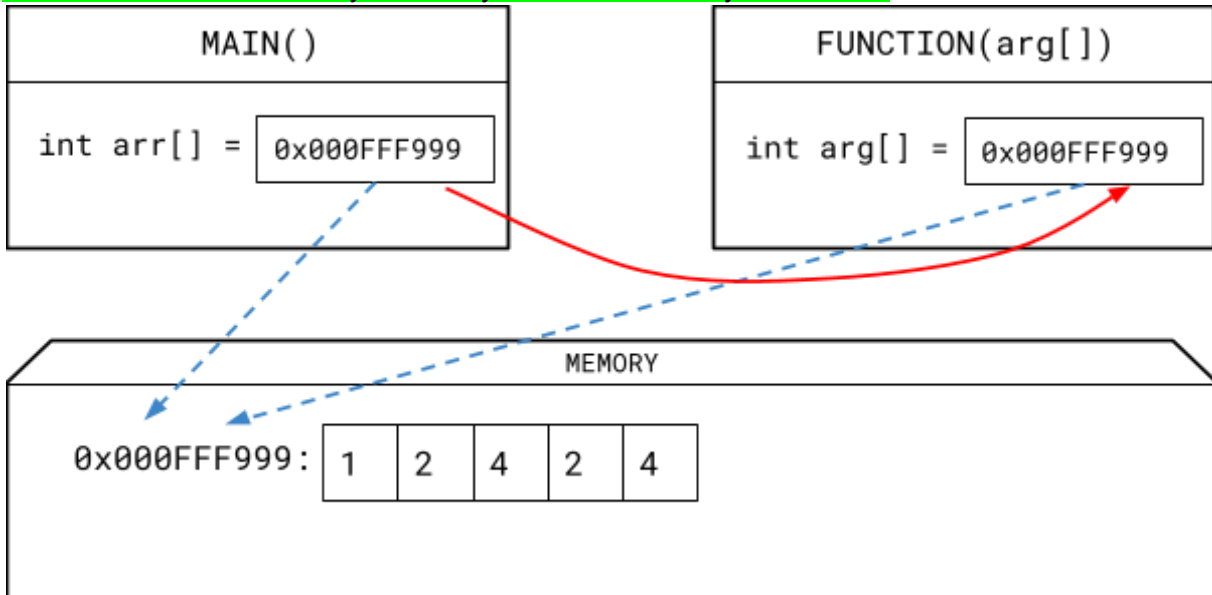 MAIN()
int arr[] = 0x000FFF999
FUNCTION(arg[])
int arg[] = 0x000FFF999
MEMORY
0x000FFF999: 1 2 4 2 4